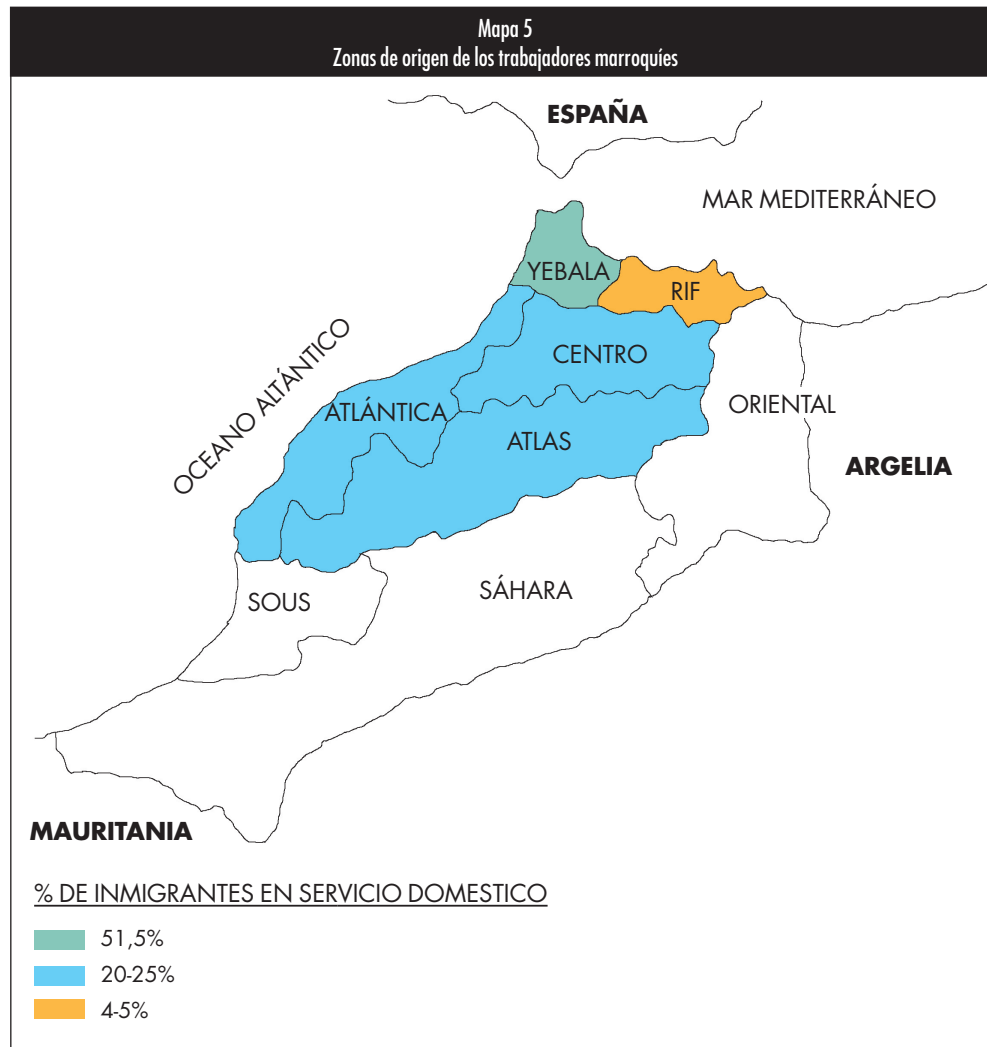 Mapa 5
Zonas de origen de los trabajadores marroquíes
ESPAÑA
MAR MEDITERRÁNEO
YEBALA
RIF
OCEANO ALTÁNTICO
CENTRO
ATLÁNTICA
ORIENTAL
ATLAS
ARGELIA
SÁHARA
SOUS
MAURITANIA
% DE INMIGRANTES EN SERVICIO DOMESTICO
51,5%
20-25%
4-5%